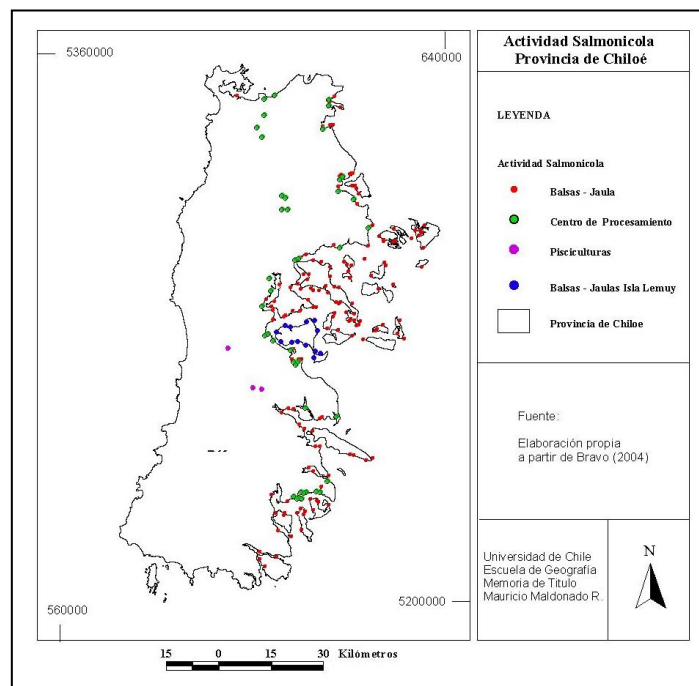 5360000
640000
560000
5200000
15 0 15 30 Kilómetros
Actividad Salmonicola
Provincia de Chiloé
LEYENDA
Actividad Salmonicola
Balsas - Jaula
Centro de Procesamiento
Pisciculturas
Balsas - Jaulas Isla Lemuy
Provincia de Chiloe
Fuente:
Elaboración propia
a partir de Bravo (2004)
Universidad de Chile
Escuela de Geografía
Memoria de Titulo
Mauricio Maldonado R.
N